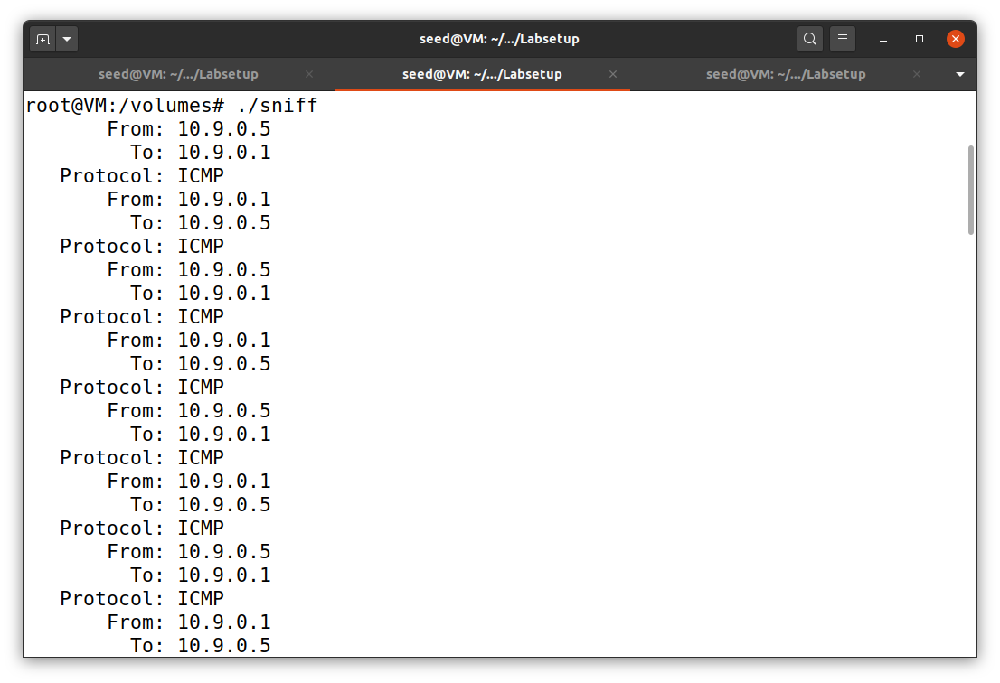 seed@VM: ~/.../Labsetup
seed@VM: ~/.../Labsetup seed@VM: ~/.../Labsetup seed@VM: ~/.../Labsetup
root@VM:/volumes# ./sniff
From: 10.9.0.5
To: 10.9.0.1
Protocol: ICMP
From: 10.9.0.1
To: 10.9.0.5
Protocol: ICMP
From: 10.9.0.5
To: 10.9.0.1
Protocol: ICMP
From: 10.9.0.1
To: 10.9.0.5
Protocol: ICMP
From: 10.9.0.5
To: 10.9.0.1
Protocol: ICMP
From: 10.9.0.1
To: 10.9.0.5
Protocol: ICMP
From: 10.9.0.5
To: 10.9.0.1
Protocol: ICMP
From: 10.9.0.1
To: 10.9.0.5